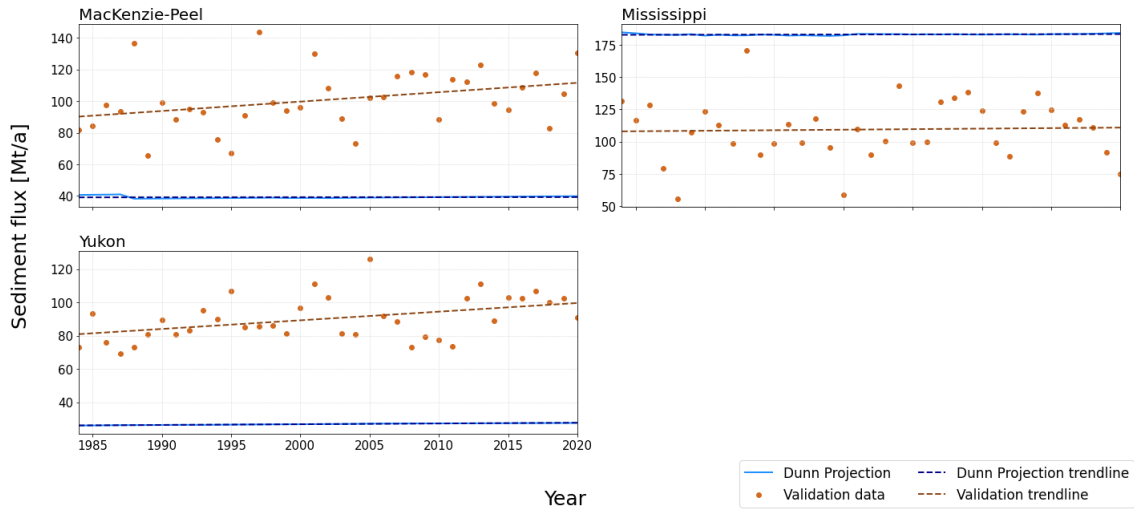 MacKenzie-Peel
140
120
100
80
60
40
Mississippi
175
150
125
100
75
50
Sediment flux [Mt/a]
Yukon
120
100
80
60
40
1985 1990 1995 2000 2005 2010 2015 2020
Year
Dunn Projection
Validation data
Dunn Projection trendline
Validation trendline